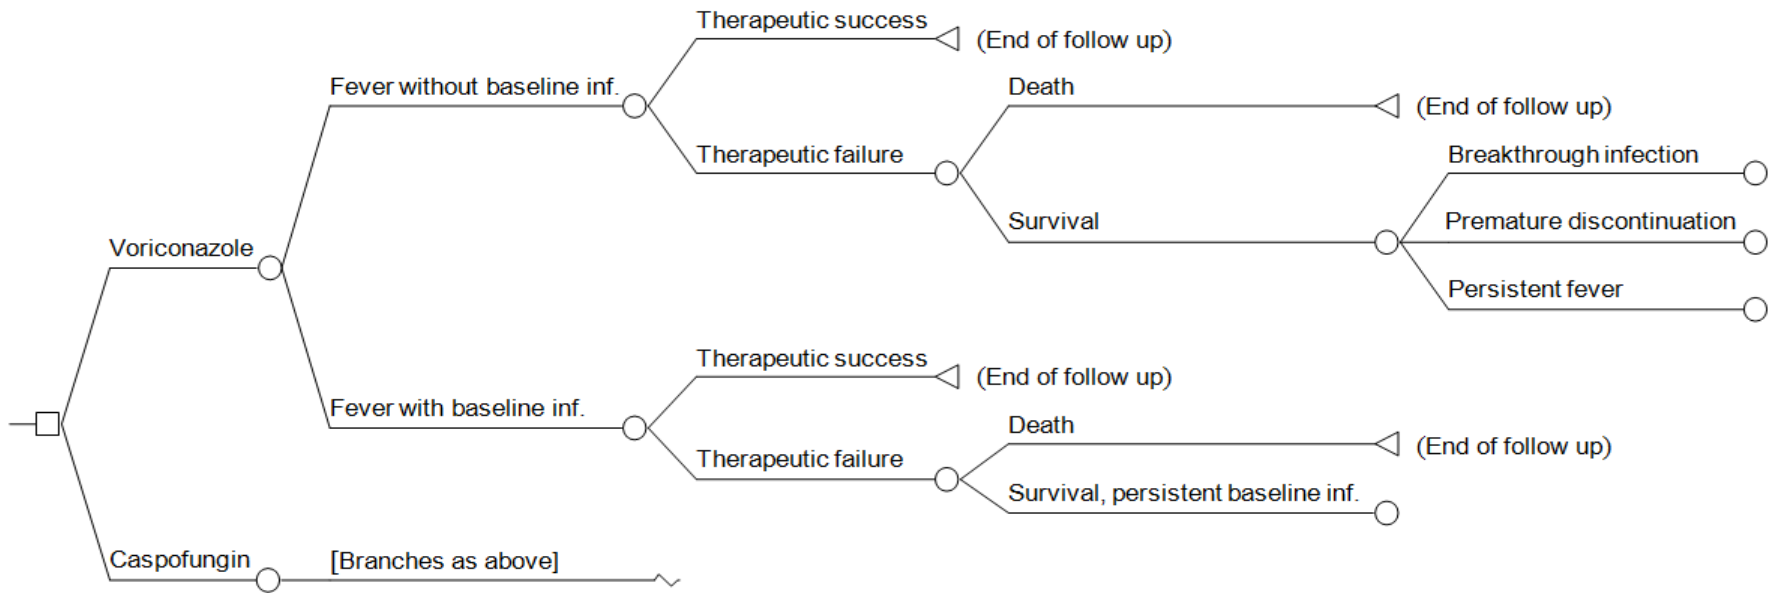 Therapeutic success
(End of follow up)
Fever without baseline inf.
Death
(End of follow up)
Therapeutic failure
Breakthrough infection
Survival
Premature discontinuation
Voriconazole
Persistent fever
Therapeutic success
(End of follow up)
Fever with baseline inf.
Death
(End of follow up)
Therapeutic failure
Survival, persistent baseline inf.
Caspofungin
[Branches as above]